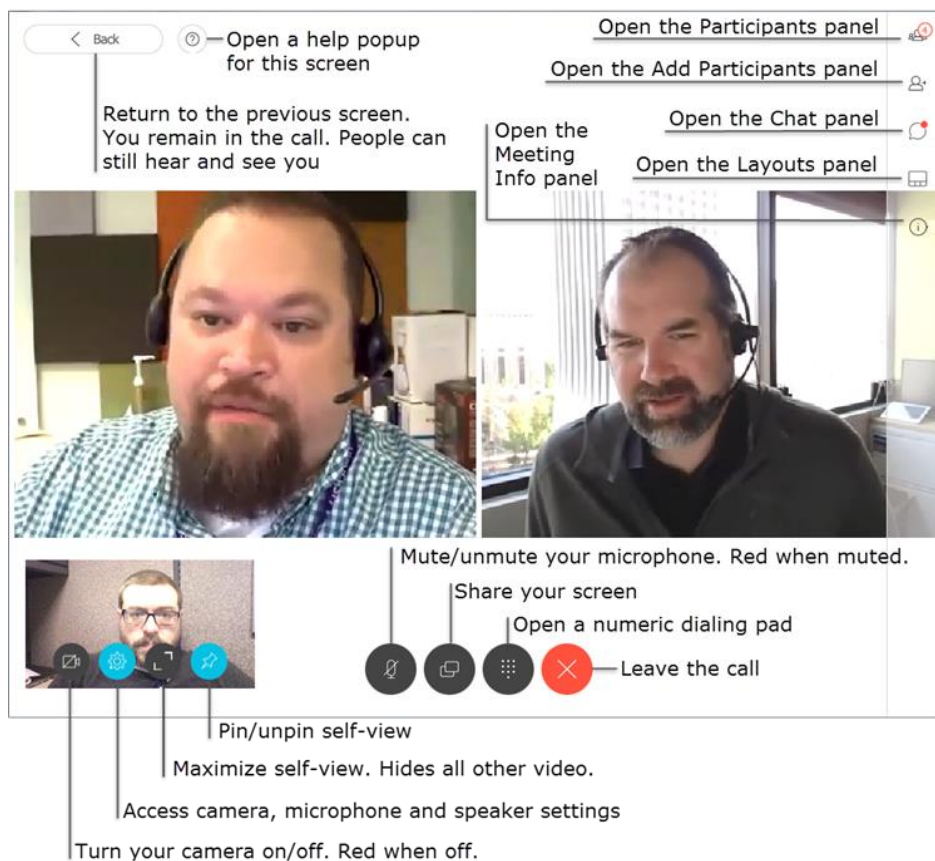 Back
?
Open a help popup
for this screen
Open the Participants panel
4
Open the Add Participants panel
Return to the previous screen.
You remain in the call. People can
still hear and see you
Open the
Meeting
Info panel
Open the Chat panel
Open the Layouts panel
i
Mute/unmute your microphone. Red when muted.
Share your screen
Open a numeric dialing pad
Leave the call
Pin/unpin self-view
Maximize self-view. Hides all other video.
Access camera, microphone and speaker settings
Turn your camera on/off. Red when off.